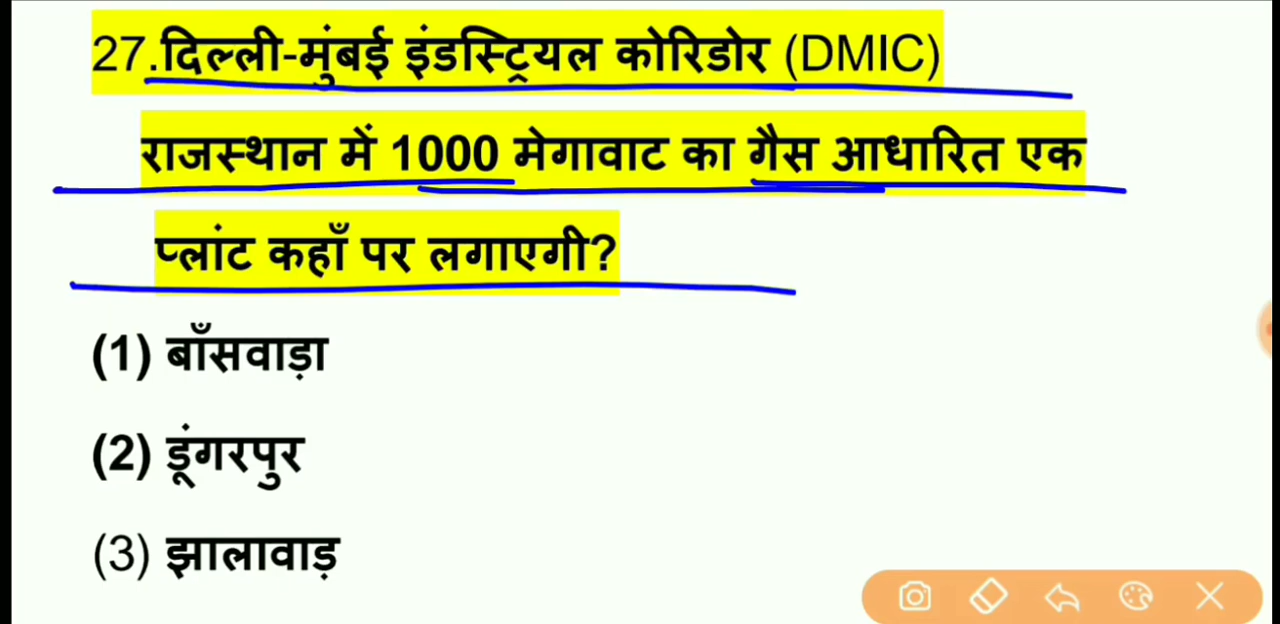 27.दिल्ली-मुंबई इंडस्ट्रियल कोरिडोर (DMIC)
राजस्थान में 1000 मेगावाट का गैस आधारित एक
प्लांट कहाँ पर लगाएगी?
(1) बाँसवाड़ा
(2) डूंगरपुर
(3) झालावाड़